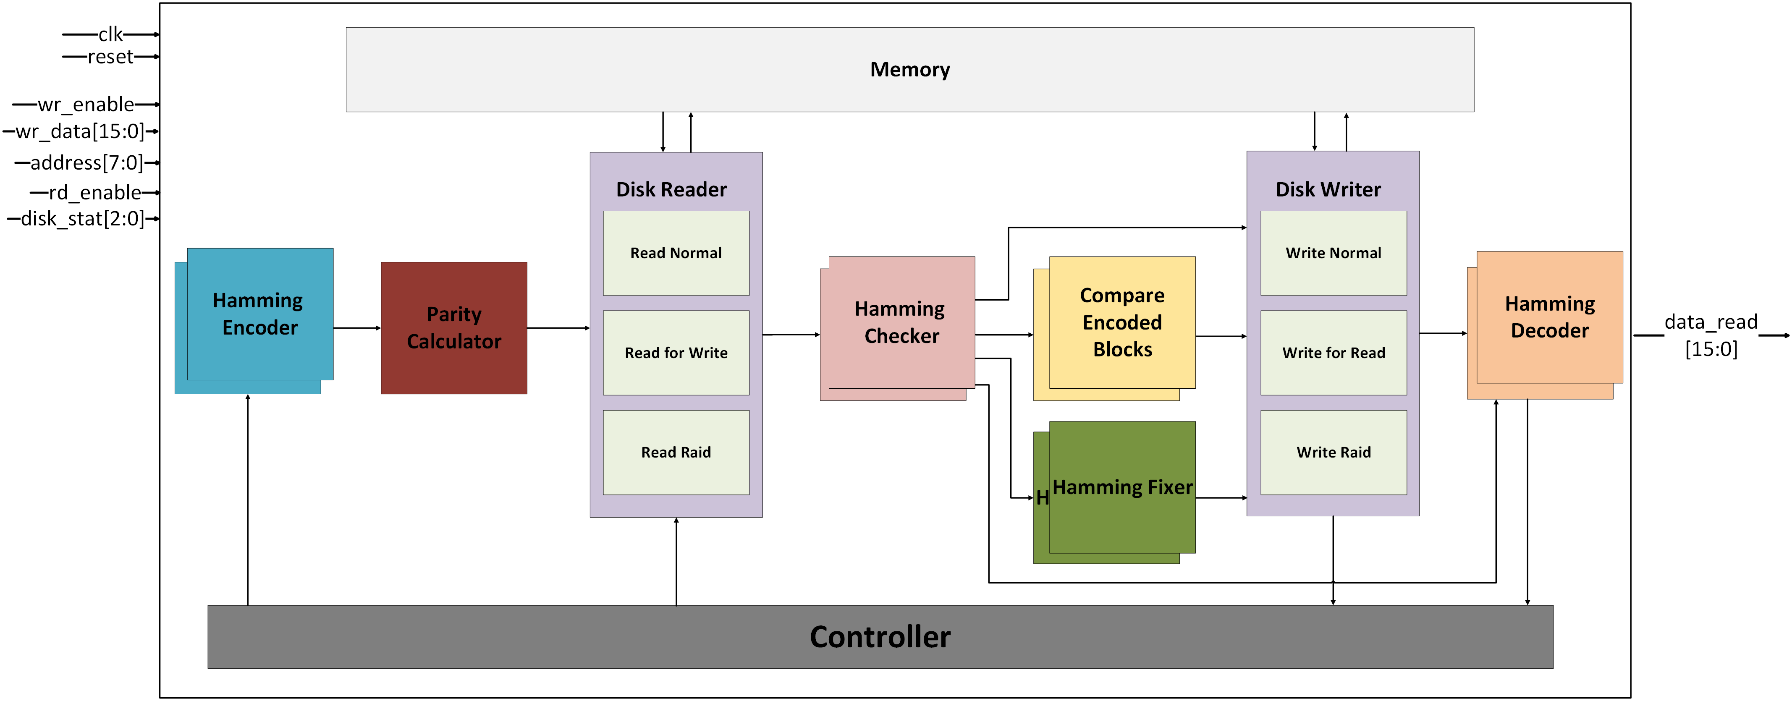 clk
reset
wr_enable
wr_data[15:0]
address[7:0]
rd_enable
disk_stat[2:0]
Memory
Disk Reader
Read Normal
Read for Write
Read Raid
Disk Writer
Write Normal
Write for Read
Write Raid
Hamming
Encoder
Parity
Calculator
Hamming
Checker
Compare
Encoded
Blocks
H
Hamming Fixer
Hamming
Decoder
data_read
[15:0]
Controller